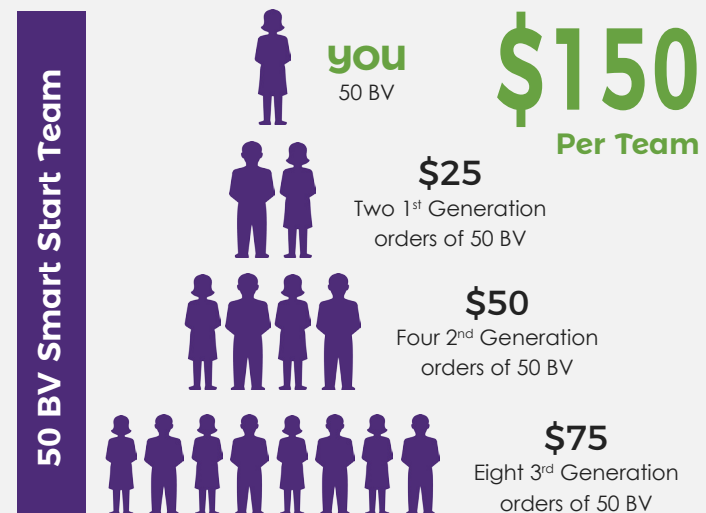 50 BV Smart Start Team
you
50 BV
$150
Per Team
$25
Two 1st Generation
orders of 50 BV
$50
Four 2nd Generation
orders of 50 BV
$75
Eight 3rd Generation
orders of 50 BV